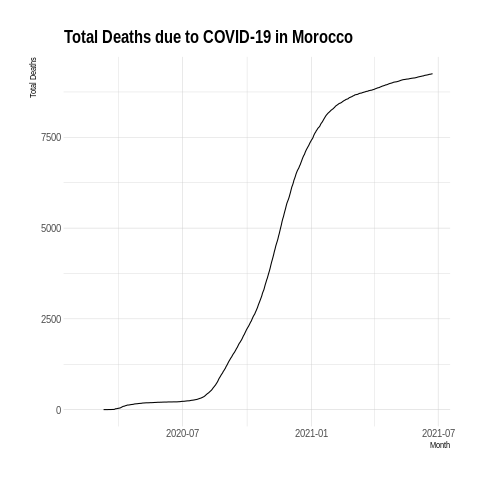 Total Deaths due to COVID-19 in Morocco
Total Deaths
7500
5000
2500
0
2020-07 2021-01 2021-07
Month